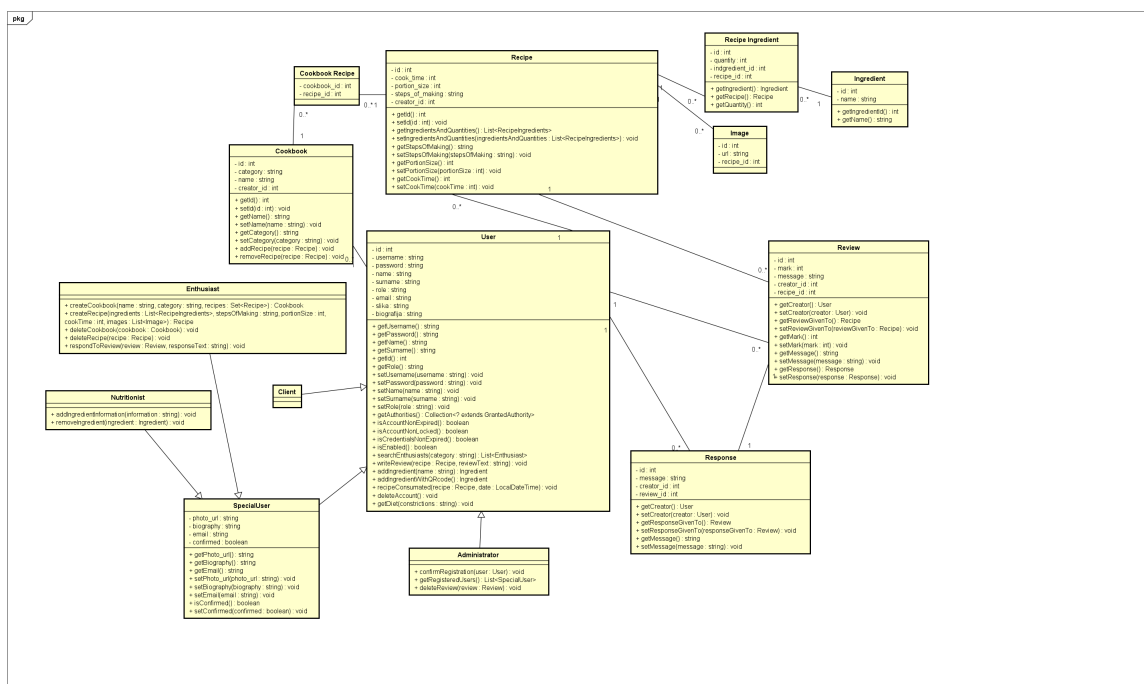 pkg
Recipe Ingredient
- id : int
- quantity : int
- indgredient_id : int
- recipe_id : int
+ getIngredient() : Ingredient
+ getRecipe() : Recipe
+ getQuantity() : int
Ingredient
- id : int
- name : string
+ getIngredientId() : int
+ getName() : string
0..*
1
Recipe
- id : int
- cook_time : int
- portion_size : int
- steps_of_making : string
- creator_id : int
+ getId() : int
+ setId(id : int) : void
+ getIngredientsAndQuantities() : List<RecipeIngredients>
+ setIngredientsAndQuantities(ingredientsAndQuantities : List<RecipeIngredients>) : void
+ getStepsOfMaking() : string
+ setStepsOfMaking(stepsOfMaking : string) : void
+ getPortionSize() : int
+ setPortionSize(portionSize : int) : void
+ getCookTime() : int
+ setCookTime(cookTime : int) : void
Cookbook Recipe
- cookbook_id : int
- recipe_id : int
0..*
1
0..*
1
1
0..*
1
0..*
Image
- id : int
- url : string
- recipe_id : int
Cookbook
- id : int
- category : string
- name : string
- creator_id : int
+ getId() : int
+ setId(id : int) : void
+ getName() : string
+ setName(name : string) : void
+ getCategory() : string
+ setCategory(category : string) : void
+ addRecipe(recipe : Recipe) : void
+ removeRecipe(recipe : Recipe) : void
1
0..*
1
User
- id : int
- username : string
- password : string
- name : string
- surname : string
- role : string
- email : string
- slika : string
- biografija : string
+ getUsername() : string
+ getPassword() : string
+ getName() : string
+ getSurname() : string
+ getId() : int
+ getRole() : string
+ setUsername(username : string) : void
+ setPassword(password : string) : void
+ setName(name : string) : void
+ setSurname(surname : string) : void
+ setRole(role : string) : void
+ getAuthorities() : Collection<? extends GrantedAuthority>
+ isAccountNonExpired() : boolean
+ isAccountNonLocked() : boolean
+ isCredentialsNonExpired() : boolean
+ isEnabled() : boolean
+ searchEnthusiasts(category : string) : List<Enthusiast>
+ writeReview(recipe : Recipe, reviewText : string) : void
+ addIngredient(name : string) : Ingredient
+ addIngredientWithQRcode() : Ingredient
+ recipeConsumated(recipe : Recipe, date : LocalDateTime) : void
+ deleteAccount() : void
+ getDiet(constrictions : string) : void
Review
- id : int
- mark : int
- message : string
- creator_id : int
- recipe_id : int
+ getCreator() : User
+ setCreator(creator : User) : void
+ getReviewGivenTo() : Recipe
+ setReviewGivenTo(reviewGivenTo : Recipe) : void
+ getMark() : int
+ setMark(mark : int) : void
+ getMessage() : string
+ setMessage(message : string) : void
+ getResponse() : Response
+ setResponse(response : Response) : void
0..*
1
0..*
1
Enthusiast
+ createCookbook(name : string, category : string, recipes : Set<Recipe>) : Cookbook
+ createRecipe(ingredients : List<RecipeIngredients>, stepsOfMaking : string, portionSize : int,
cookTime : int, images : List<Image>) : Recipe
+ deleteCookbook(cookbook : Cookbook) : void
+ deleteRecipe(recipe : Recipe) : void
+ respondToReview(review : Review, responseText : string) : void
Client
Nutritionist
+ addIngredientInformation(information : string) : void
+ removeIngredient(ingredient : Ingredient) : void
0..*
1
Response
- id : int
- message : string
- creator_id : int
- review_id : int
+ getCreator() : User
+ setCreator(creator : User) : void
+ getResponseGivenTo() : Review
+ setResponseGivenTo(responseGivenTo : Review) : void
+ getMessage() : string
+ setMessage(message : string) : void
SpecialUser
- photo_url : string
- biography : string
- email : string
- confirmed : boolean
+ getPhoto_url() : string
+ getBiography() : string
+ getEmail() : string
+ setPhoto_url(photo_url : string) : void
+ setBiography(biography : string) : void
+ setEmail(email : string) : void
+ isConfirmed() : boolean
+ setConfirmed(confirmed : boolean) : void
Administrator
+ confirmRegistration(user : User) : void
+ getRegisteredUsers() : List<SpecialUser>
+ deleteReview(review : Review) : void